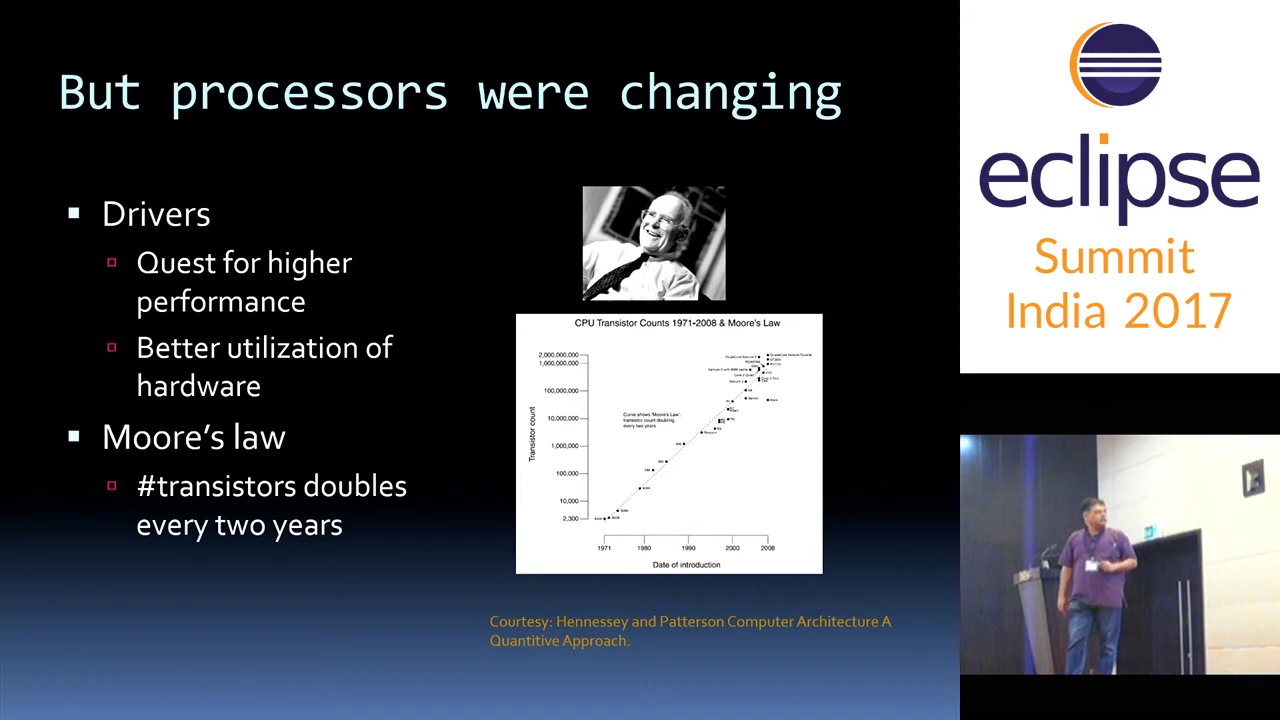 But processors were changing
Drivers
Quest for higher
performance
Better utilization of
hardware
Moore's law
#transistors doubles
every two years
CPU Transistor Counts 1971-2008 & Moore's Law
2,000,000,000
1,000,000,000
100,000,000
10,000,000
1,000,000
100,000
10,000
2,300
Transistor count
Curve shows 'Moore's Law':
transistor count doubling
every two years
1971 1980 1990 2000 2008
Date of introduction
Courtesy: Hennessey and Patterson Computer Architecture A
Quantitive Approach.
eclipse
Summit
India 2017